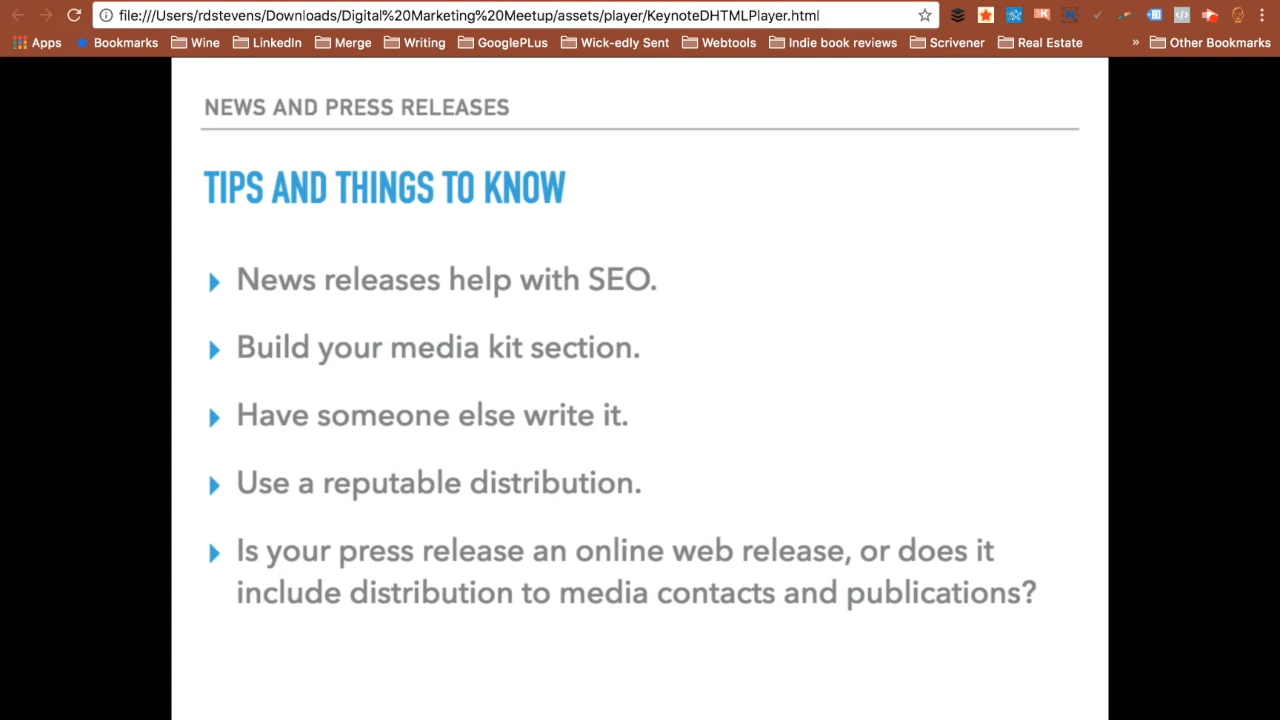 file:///Users/rdstevens/Downloads/Digital%20Marketing%20Meetup/assets/player/KeynoteDHTMLPlayer.html
Apps Bookmarks Wine LinkedIn Merge Writing GooglePLus Wick-edly Sent Webtools Indie book reviews Scrivener Real Estate » Other Bookmarks
NEWS AND PRESS RELEASES
TIPS AND THINGS TO KNOW
News releases help with SEO.
Build your media kit section.
Have someone else write it.
Use a reputable distribution.
Is your press release an online web release, or does it
include distribution to media contacts and publications?